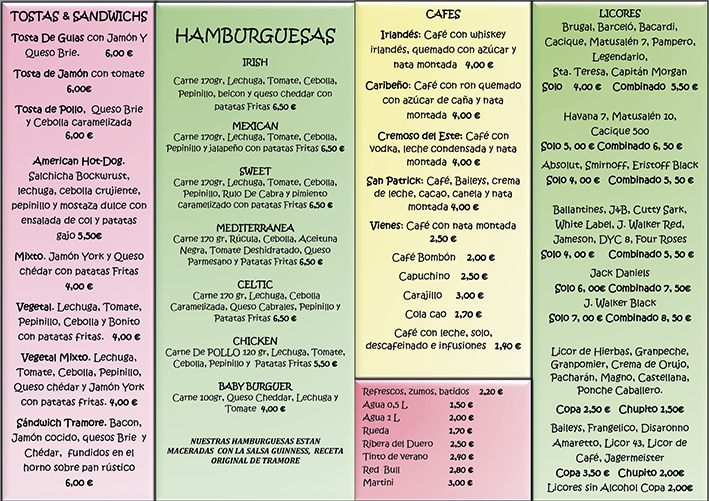 TOSTAS & SANDWICHS
Tosta De Gulas con Jamón Y
Queso Brie. 6,00 €
Tosta de Jamón con tomate
6,00€
Tosta de Pollo, Queso Brie
y Cebolla caramelizada
6,00 €
American Hot-Dog.
Salchicha Bockwurst,
lechuga, cebolla crujiente,
pepinillo y mostaza dulce con
ensalada de col y patatas
gajo 5,50€
Mixto. Jamón York y Queso
chédar con patatas Fritas
4,00 €
Vegetal. Lechuga, Tomate,
Pepinillo, Cebolla y Bonito
con patatas fritas. 4,00 €
Vegetal Mixto. Lechuga,
Tomate, Cebolla, Pepinillo,
Queso chédar y Jamón York
con patatas fritas. 4,00 €
Sándwich Tramore. Bacon,
Jamón cocido, quesos Brie y
Chédar, fundidos en el
horno sobre pan rústico
6,00 €
HAMBURGUESAS
IRISH
Carne 170gr, Lechuga, Tomate, Cebolla,
Pepinillo, beicon y queso cheddar con
patatas Fritas 6,50 €
MEXICAN
Carne 170gr, Lechuga, Tomate, Cebolla,
Pepinillo y jalapeño con patatas Fritas 6,50 €
SWEET
Carne 170gr, Lechuga, Tomate, Cebolla,
Pepinillo, Rulo De Cabra y pimiento
caramelizado con patatas Fritas 6,50 €
MEDITERRANEA
Carne 170 gr, Rúcula, Cebolla, Aceituna
Negra, Tomate Deshidratado, Queso
Parmesano y Patatas Fritas 6,50 €
CELTIC
Carne 170 gr, Lechuga, Cebolla
Caramelizada, Queso Cabrales, Pepinillo y
Patatas Fritas 6,50 €
CHICKEN
Carne De POLLO 120 gr, Lechuga, Tomate,
Cebolla, Pepinillo y Patatas Fritas 5,50 €
BABY BURGUER
Carne 100gr, Queso Cheddar, Lechuga y
Tomate 4,00 €
NUESTRAS HAMBURGUESAS ESTAN
MACERADAS CON LA SALSA GUINNESS, RECETA
ORIGINAL DE TRAMORE
CAFES
Irlandés: Café con whiskey
irlandés, quemado con azúcar y
nata montada 4,00 €
Caribeño: Café con ron quemado
con azúcar de caña y nata
montada 4,00 €
Cremoso del Este: Café con
vodka, leche condensada y nata
montada 4,00 €
San Patrick: Café, Baileys, crema
de leche, cacao, canela y nata
montada 4,00 €
Vienes: Café con nata montada
2,50 €
Café Bombón 2,00 €
Capuchino 2,50 €
Carajillo 3,00 €
Cola cao 1,70 €
Café con leche, solo,
descafeinado e infusiones 1,40 €
Refrescos, zumos, batidos 2,20 €
Agua 0,5 L 1,50 €
Agua 1 L 2,00 €
Rueda 1,70 €
Ribera del Duero 2,50 €
Tinto de verano 2,40 €
Red Bull 2,80 €
Martini 3,00 €
LICORES
Brugal, Barceló, Bacardi,
Cacique, Matusalén 7, Pampero,
Legendario,
Sta. Teresa, Capitán Morgan
Solo 4,00 € Combinado 5,50 €
Havana 7, Matusalén 10,
Cacique 500
Solo 5, 00 € Combinado 6, 50 €
Absolut, Smirnoff, Eristoff Black
Solo 4, 00 € Combinado 5, 50 €
Ballantines, J&B, Cutty Sark,
White Label, J. Walker Red,
Jameson, DYC 8, Four Roses
Solo 4, 00 € Combinado 5, 50 €
Jack Daniels
Solo 6, 00€ Combinado 7, 50€
J. Walker Black
Solo 7, 00 € Combinado 8, 50 €
Licor de Hierbas, Granpeche,
Granpomier, Crema de Orujo,
Pacharán, Magno, Castellana,
Ponche Caballero.
Copa 2,50 € Chupito 1,50€
Baileys, Frangelico, Disaronno
Amaretto, Licor 43, Licor de
Café, Jagermeister
Copa 3,50 € Chupito 2,00€
Licores sin Alcohol Copa 2,00€